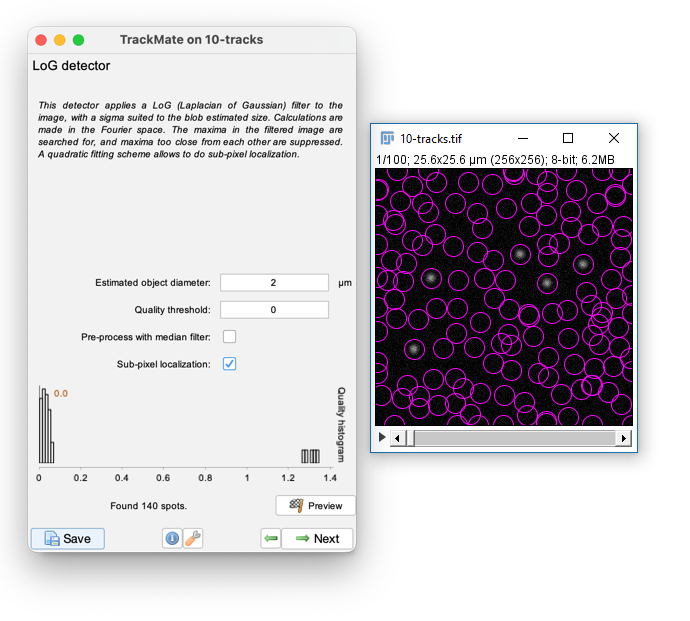 TrackMate on 10-tracks
LoG detector
This detector applies a LoG (Laplacian of Gaussian) filter to the
image, with a sigma suited to the blob estimated size. Calculations are
made in the Fourier space. The maxima in the filtered image are
searched for, and maxima too close from each other are suppressed.
A quadratic fitting scheme allows to do sub-pixel localization.
Estimated object diameter: 2 μm
Quality threshold: 0
Pre-process with median filter:
Sub-pixel localization:
0.0
Quality histogram
0 0.2 0.4 0.6 0.8 1 1.2 1.4
Found 140 spots.
Preview
Save
Next
10-tracks.tif
1/100; 25.6x25.6 μm (256x256); 8-bit; 6.2MB